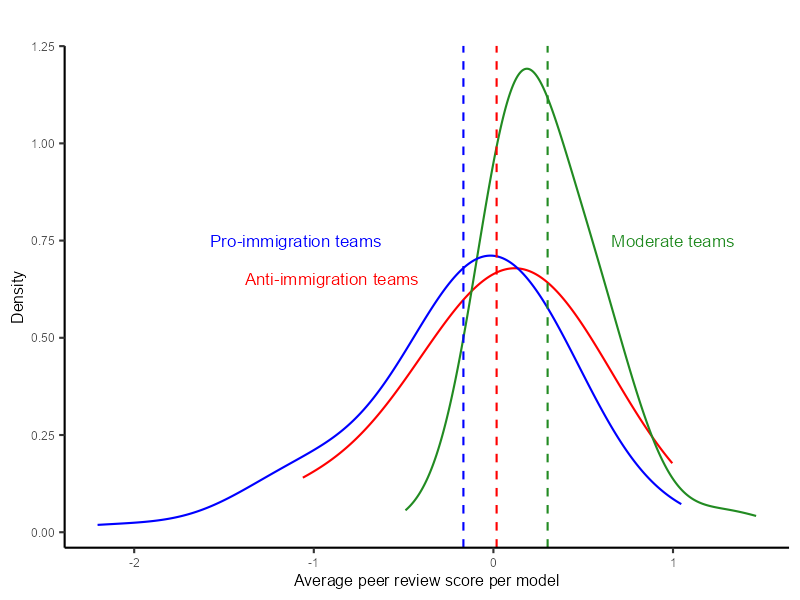 1.25
1.00
0.75
0.50
0.25
0.00
Density
Pro-immigration teams
Moderate teams
Anti-immigration teams
-2
-1
0
1
Average peer review score per model